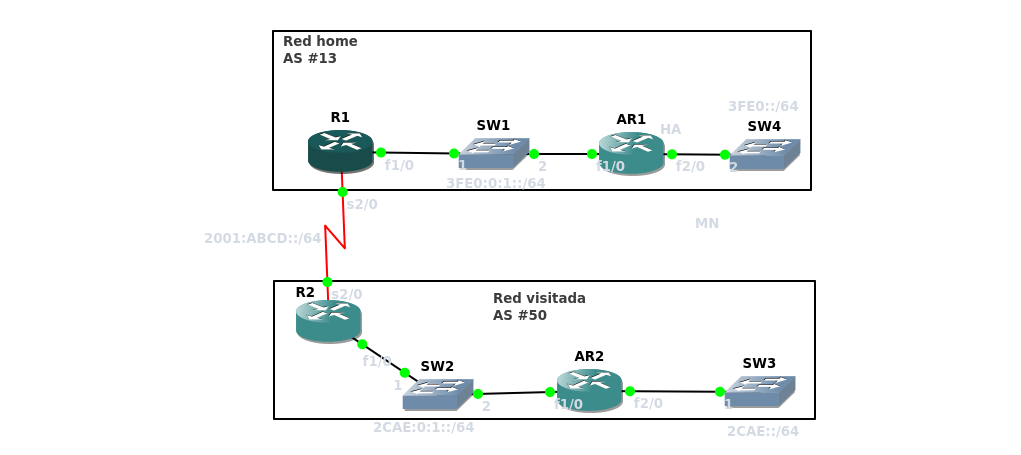 Red home
AS #13
3FE0::/64
R1
SW1
AR1
HA
SW4
f1/0
1
2
f1/0
f2/0
2
3FE0:0:1::/64
s2/0
MN
2001:ABCD::/64
R2
s2/0
Red visitada
AS #50
f1/0
SW2
AR2
SW3
1
2
f1/0
f2/0
1
2CAE:0:1::/64
2CAE::/64